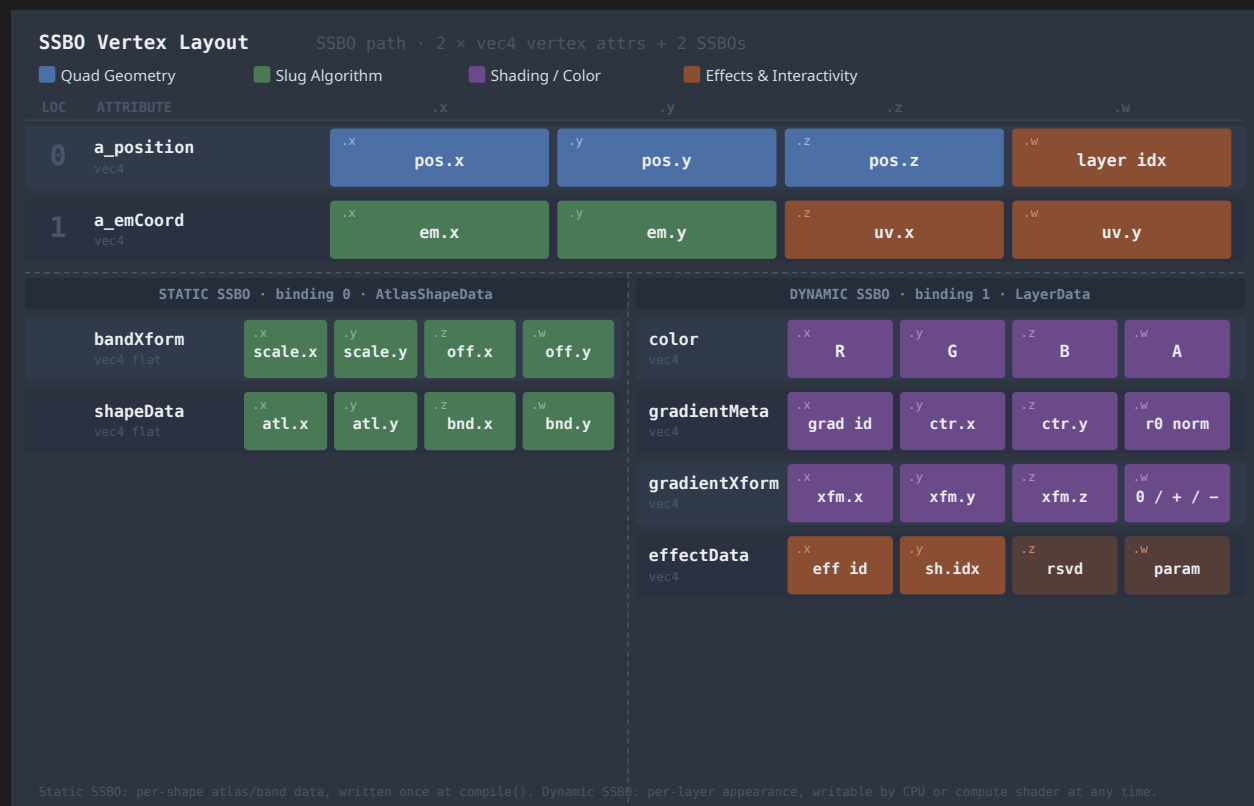 SSBO Vertex Layout SSBO path · 2 × vec4 vertex attrs + 2 SSBOs
Quad Geometry Slug Algorithm Shading / Color Effects & Interactivity
LOC ATTRIBUTE .x .y .z .w
0 a_position vec4 .x pos.x .y pos.y .z pos.z .w layer idx
1 a_emCoord vec4 .x em.x .y em.y .z uv.x .w uv.y
STATIC SSBO · binding 0 · AtlasShapeData
bandXform vec4 flat .x scale.x .y scale.y .z off.x .w off.y
shapeData vec4 flat .x atl.x .y atl.y .z bnd.x .w bnd.y
DYNAMIC SSBO · binding 1 · LayerData
color vec4 .x R .y G .z B .w A
gradientMeta vec4 .x grad id .y ctr.x .z ctr.y .w r0 norm
gradientXform vec4 .x xfm.x .y xfm.y .z xfm.z .w 0 / + / −
effectData vec4 .x eff id .y sh.idx .z rsvd .w param
Static SSBO: per-shape atlas/band data, written once at compile(). Dynamic SSBO: per-layer appearance, writable by CPU or compute shader at any time.